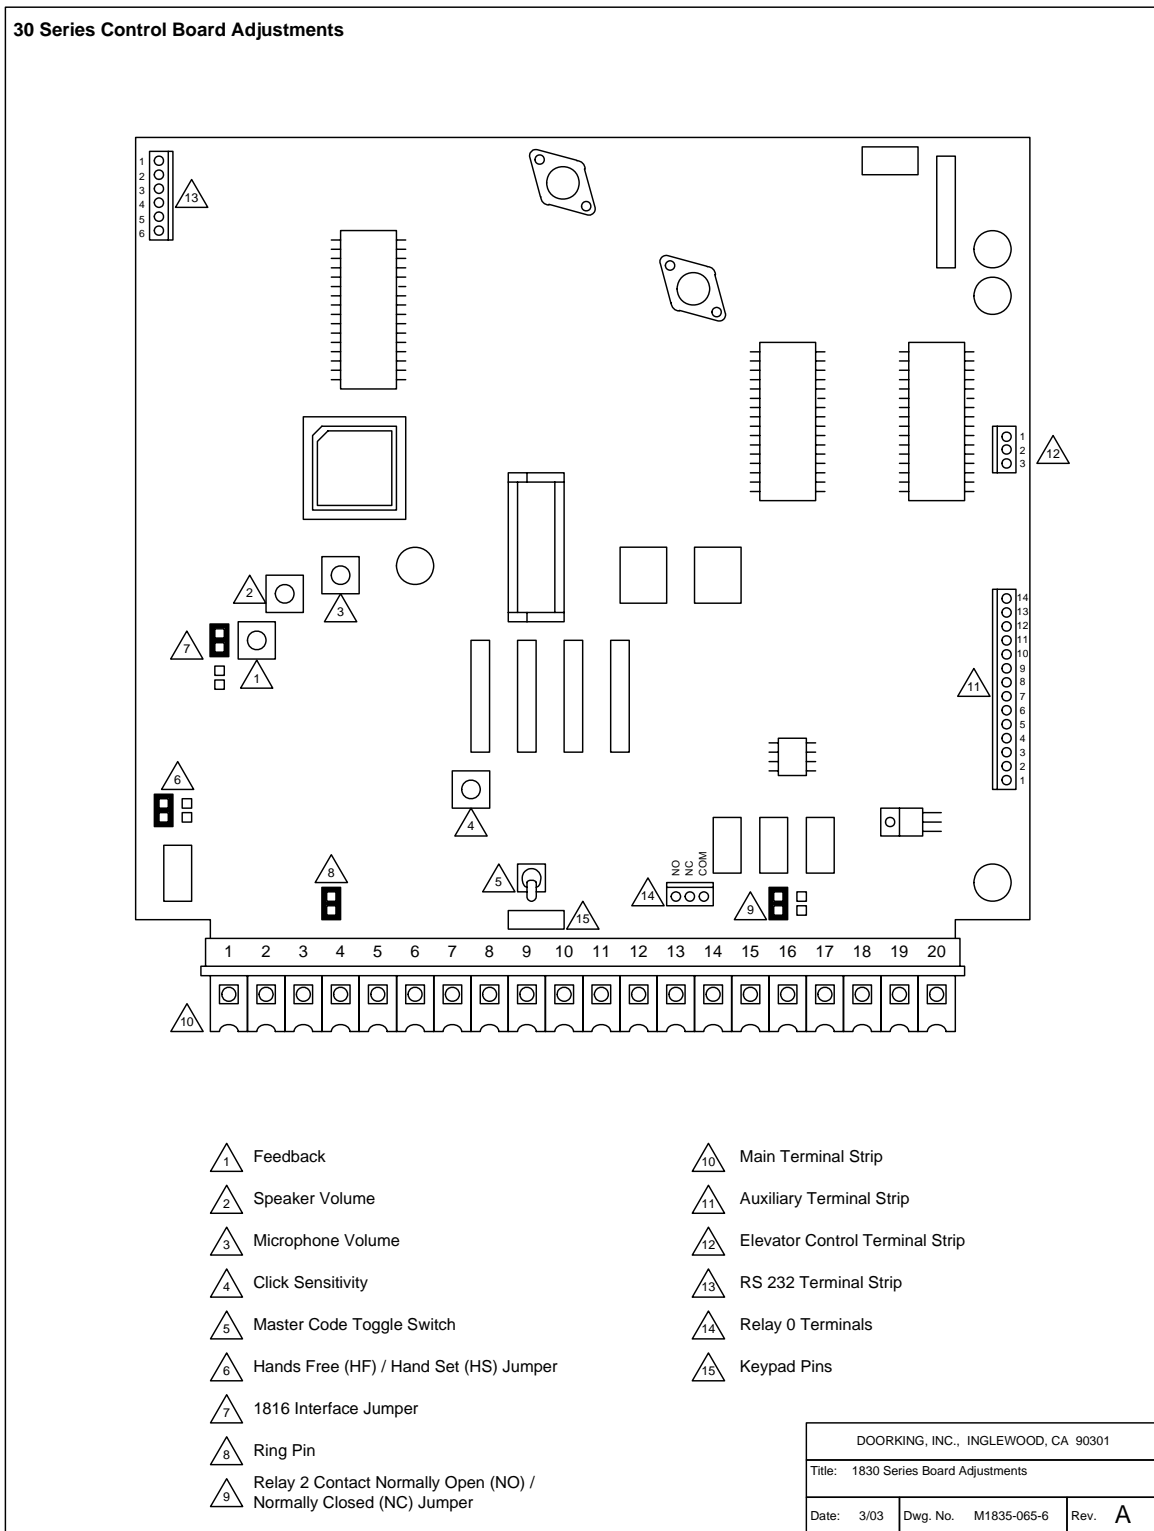 30 Series Control Board Adjustments
1
2
3
4
5
6
13
1
2
3
12
2
3
7
1
14
13
12
11
10
9
8
7
6
5
4
3
2
1
11
6
4
8
5
15
NO
NC
COM
14
9
1 2 3 4 5 6 7 8 9 10 11 12 13 14 15 16 17 18 19 20
10
1 Feedback
2 Speaker Volume
3 Microphone Volume
4 Click Sensitivity
5 Master Code Toggle Switch
6 Hands Free (HF) / Hand Set (HS) Jumper
7 1816 Interface Jumper
8 Ring Pin
9 Relay 2 Contact Normally Open (NO) /
Normally Closed (NC) Jumper
10 Main Terminal Strip
11 Auxiliary Terminal Strip
12 Elevator Control Terminal Strip
13 RS 232 Terminal Strip
14 Relay 0 Terminals
15 Keypad Pins
DOORKING, INC., INGLEWOOD, CA 90301
Title: 1830 Series Board Adjustments
Date: 3/03 Dwg. No. M1835-065-6 Rev. A